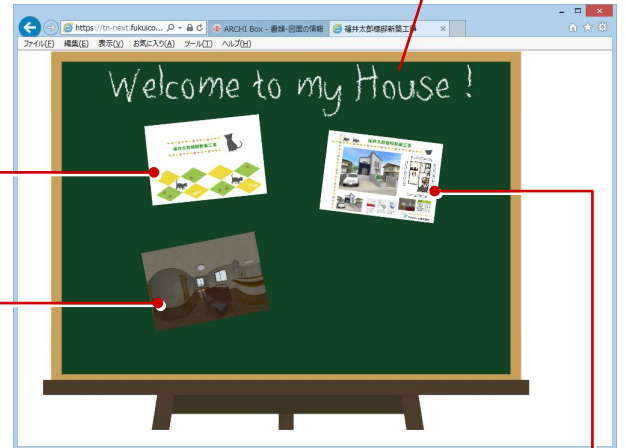 https://tn-next.fukuico...
ARCHI Box - 書類・図面の情報
福井太郎様邸新築工事
ファイル(F) 編集(E) 表示(V) お気に入り(A) ツール(T) ヘルプ(H)
Welcome to my House !
福井太郎様邸新築工事
福井太郎様邸新築工事